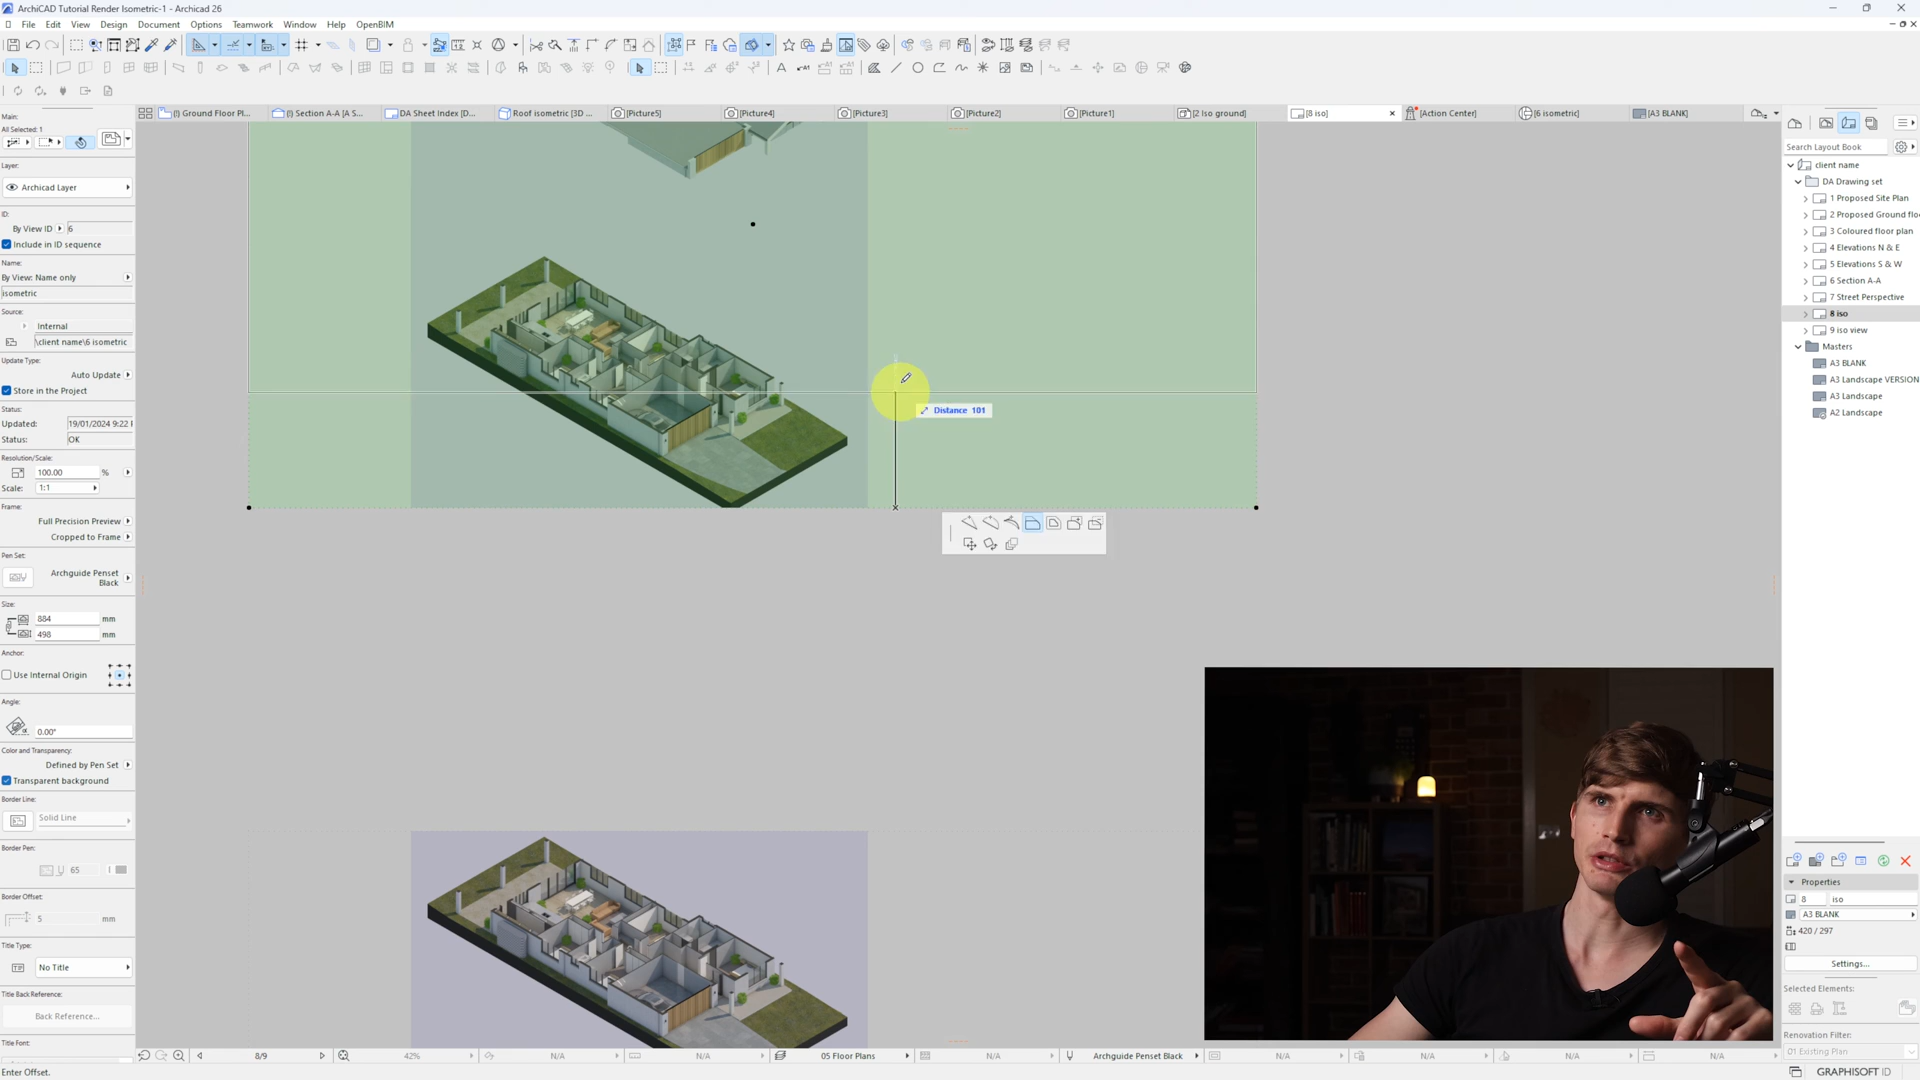 ArchiCAD Tutorial Render Isometric-1 - Archicad 26
File Edit View Design Document Options Teamwork Window Help OpenBIM
(!) Ground Floor Pl...
(!) Section A-A [A S...
DA Sheet Index [D...
Roof isometric [3D ...
[Picture5]
[Picture4]
[Picture3]
[Picture2]
[Picture1]
[2 Iso ground]
[8 iso]
[Action Center]
[6 isometric]
[A3 BLANK]
Main:
All Selected: 1
Layer:
Archicad Layer
ID:
By View ID
6
Include in ID sequence
Name:
By View: Name only
isometric
Source:
Internal
\client name\6 isometric
Update Type:
Auto Update
Store in the Project
Status:
Updated: 19/01/2024 9:22
Status: OK
Resolution/Scale:
100.00 %
Scale: 1:1
Frame:
Full Precision Preview
Cropped to Frame
Pen Set:
Archguide Penset
Black
Size:
884 mm
498 mm
Anchor:
Use Internal Origin
Angle:
0.00°
Color and Transparency:
Defined by Pen Set
Transparent background
Border Line:
Solid Line
Border Pen:
65
Border Offset:
5 mm
Title Type:
No Title
Title Back Reference:
Back Reference...
Title Font:
Enter Offset.
Distance 101
8/9
42%
N/A
N/A
05 Floor Plans
N/A
Archguide Penset Black
N/A
N/A
N/A
N/A
Search Layout Book
client name
DA Drawing set
1 Proposed Site Plan
2 Proposed Ground flo
3 Coloured floor plan
4 Elevations N & E
5 Elevations S & W
6 Section A-A
7 Street Perspective
8 iso
9 iso view
Masters
A3 BLANK
A3 Landscape VERSION
A3 Landscape
A2 Landscape
Properties
8 iso
A3 BLANK
420 / 297
Settings...
Selected Elements:
Renovation Filter:
01 Existing Plan
GRAPHISOFT ID